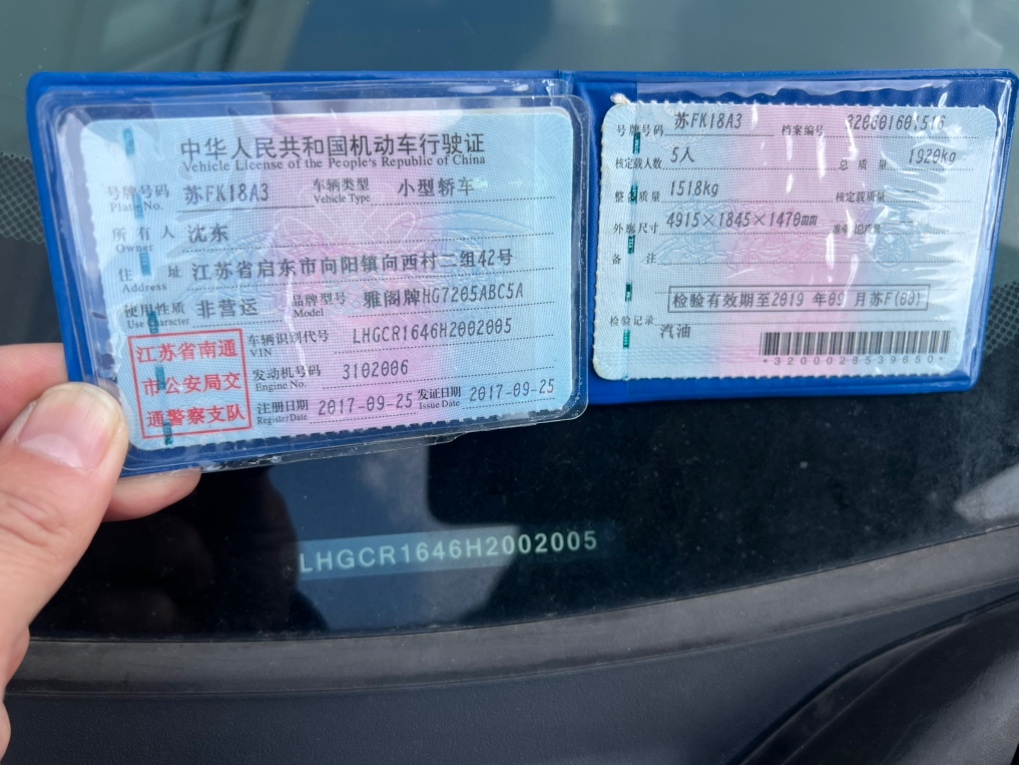 中华人民共和国机动车行驶证
Vehicle License of the People's Republic of China
号牌号码 苏FK18A3 车辆类型 小型轿车
Plate No. Vehicle Type
所有人 沈东
Owner
住址 江苏省启东市向阳镇向西村二组42号
Address
使用性质 非营运 品牌型号 雅阁牌HG7205ABC5A
Use Character Model
车辆识别代号 LHGCR1646H2002005
VIN
发动机号码 3102006
Engine No.
注册日期 2017-09-25 发证日期 2017-09-25
Register Date Issue Date
江苏省南通
市公安局交
通警察支队
号牌号码 苏FK18A3 档案编号
核定载人数 5人 总质量 1920kg
整备质量 1518kg 核定载质量 --
外廓尺寸 4915×1845×1470mm 准牵引总质量 --
备注
检验有效期至2019年09月苏F(00)
检验记录
汽油
*3200028539650*
LHGCR1646H2002005